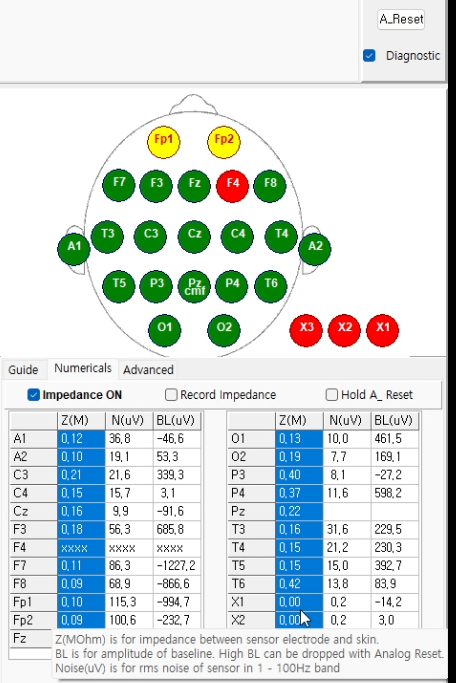 A_Reset
Diagnostic
Fp1 Fp2
F7 F3 Fz F4 F8
A1 T3 C3 Cz C4 T4 A2
T5 P3 Pz cmf P4 T6
O1 O2 X3 X2 X1
Guide Numericals Advanced
Impedance ON Record Impedance Hold A_ Reset
Z(M) N(uV) BL(uV) Z(M) N(uV) BL(uV)
A1 0,12 36,8 -46,6 O1 0,13 10,0 461,5
A2 0,10 19,1 53,3 O2 0,19 7,7 169,1
C3 0,21 21,6 339,3 P3 0,40 8,1 -27,2
C4 0,15 15,7 3,1 P4 0,37 11,6 598,2
Cz 0,16 9,9 -91,6 Pz 0,22
F3 0,18 56,3 685,8 T3 0,16 31,6 229,5
F4 xxxx xxxx xxxx T4 0,15 21,2 230,3
F7 0,11 86,3 -1227,2 T5 0,15 15,0 392,7
F8 0,09 68,9 -866,6 T6 0,42 13,8 83,9
Fp1 0,10 115,3 -994,7 X1 0,00 0,2 -14,2
Fp2 0,09 100,6 -232,7 X2 0,00 0,2 3,0
Fz
Z(MOhm) is for impedance between sensor electrode and skin.
BL is for amplitude of baseline. High BL can be dropped with Analog Reset.
Noise(uV) is for rms noise of sensor in 1 - 100Hz band